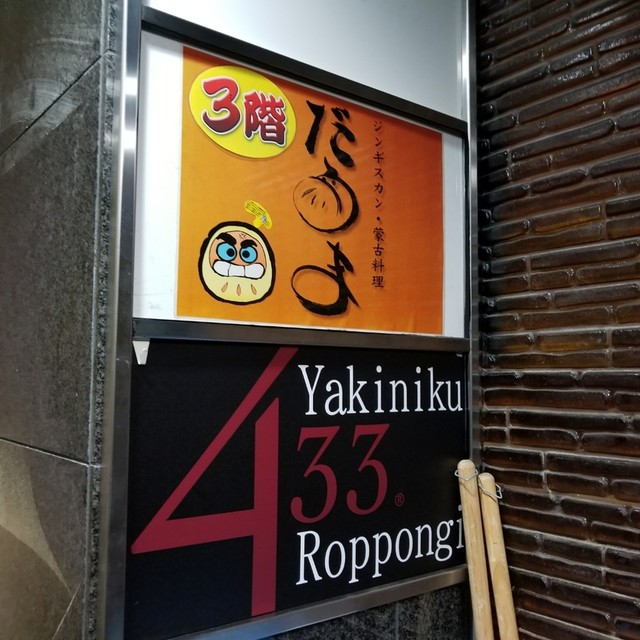 3階
だるま
ジンギスカン・蒙古料理
Yakiniku
433®
Roppongi